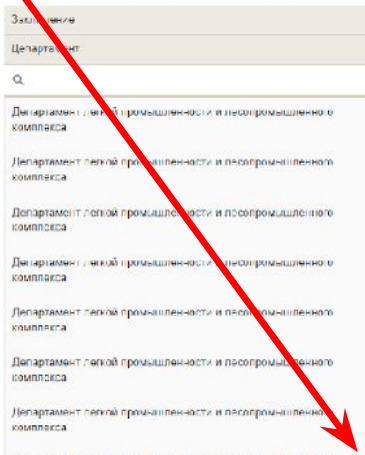 Заключение
Департамент
Департамент легкой промышленности и лесопромышленного
комплекса
Департамент легкой промышленности и лесопромышленного
комплекса
Департамент легкой промышленности и лесопромышленного
комплекса
Департамент легкой промышленности и лесопромышленного
комплекса
Департамент легкой промышленности и лесопромышленного
комплекса
Департамент легкой промышленности и лесопромышленного
комплекса
Департамент легкой промышленности и лесопромышленного
комплекса